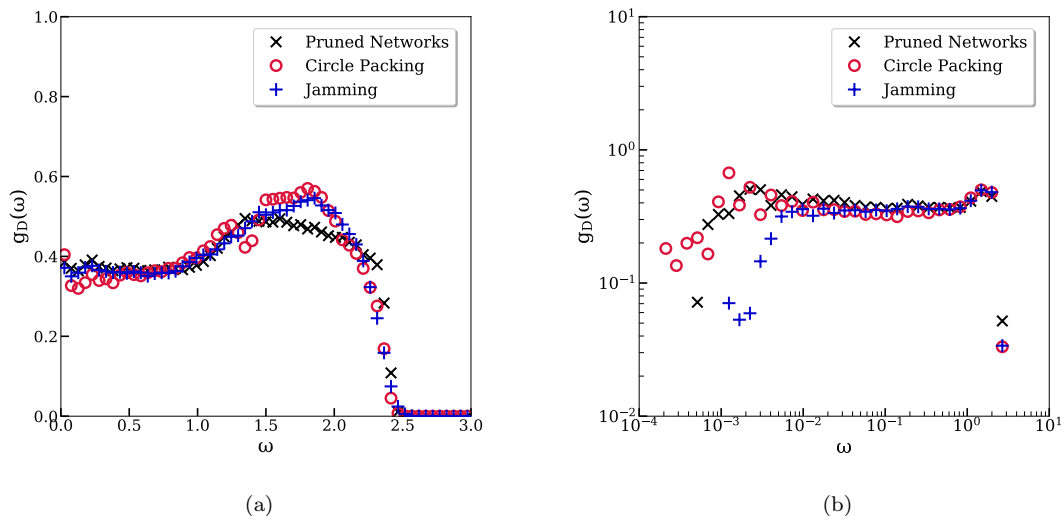 1.0
0.8
0.6
0.4
0.2
0.0
0.0 0.5 1.0 1.5 2.0 2.5 3.0
ω
g_D(ω)
Pruned Networks
Circle Packing
Jamming
(a)
10^1
10^0
10^−1
10^−2
10^−4 10^−3 10^−2 10^−1 10^0 10^1
ω
g_D(ω)
Pruned Networks
Circle Packing
Jamming
(b)